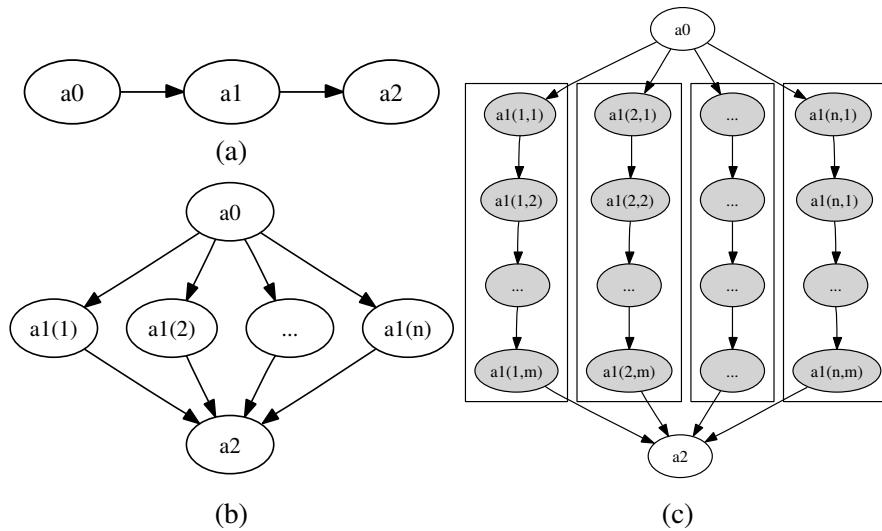 a0 a1 a2
(a)
a0
a1(1) a1(2) ... a1(n)
a2
(b)
a0
a1(1,1) a1(2,1) ... a1(n,1)
a1(1,2) a1(2,2) ... a1(n,1)
... ... ... ...
a1(1,m) a1(2,m) ... a1(n,m)
a2
(c)